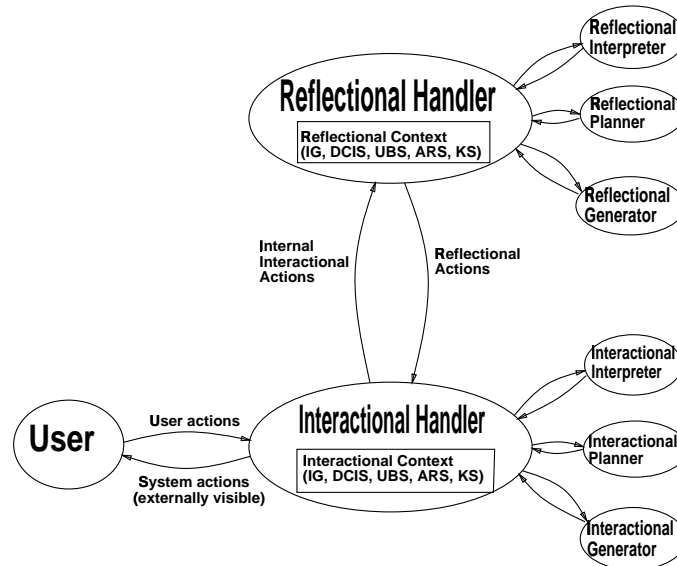 Reflectional
Interpreter
Reflectional Handler
Reflectional Context
(IG, DCIS, UBS, ARS, KS)
Reflectional
Planner
Reflectional
Generator
Internal
Interactional
Actions
Reflectional
Actions
Interactional
Interpreter
User
User actions
System actions
(externally visible)
Interactional Handler
Interactional Context
(IG, DCIS, UBS, ARS, KS)
Interactional
Planner
Interactional
Generator